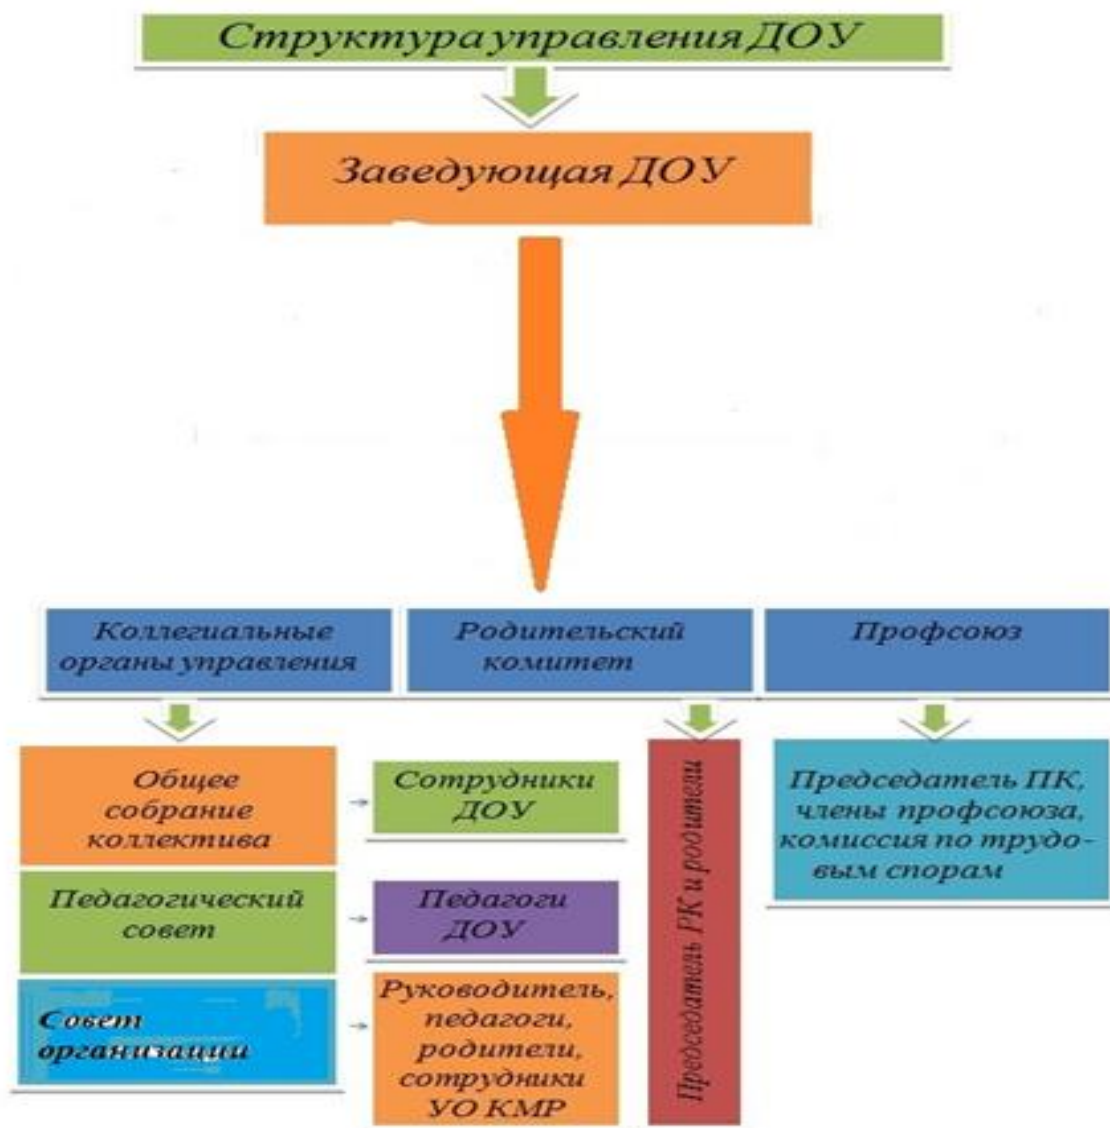 Структура управления ДОУ
Заведующая ДОУ
Коллегиальные
органы управления
Родительский
комитет
Профсоюз
Общее
собрание
коллектива
Сотрудники
ДОУ
Педагогический
совет
Педагоги
ДОУ
Совет
организации
Руководитель,
педагоги,
родители,
сотрудники
УО КМР
Председатель РК и родители
Председатель ПК,
члены профсоюза,
комиссия по трудо-
вым спорам